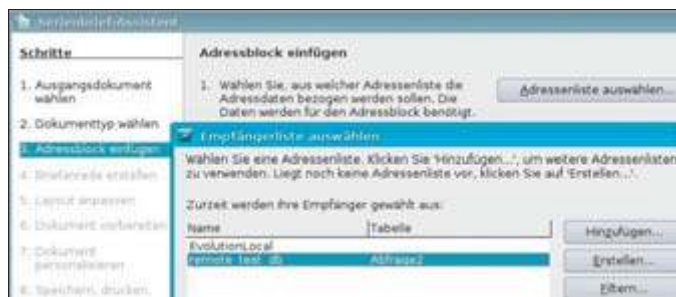 Serienbrief-Assistent
Schritte
1. Ausgangsdokument
wählen
2. Dokumenttyp wählen
3. Adressblock einfügen
4. Briefanrede erstellen
5. Layout anpassen
6. Dokument vorbereiten
7. Dokument
personalisieren
8. Speichern, drucken,
Adressblock einfügen
1. Wählen Sie, aus welcher Adressenliste die
Adressdaten bezogen werden sollen. Die
Daten werden für den Adressblock benötigt.
Adressenliste auswählen...
Empfängerliste auswählen
Wählen Sie eine Adressenliste. Klicken Sie 'Hinzufügen...', um weitere Adressenlisten
zu verwenden. Liegt noch keine Adressenliste vor, klicken Sie auf 'Erstellen...'.
Zurzeit werden Ihre Empfänger gewählt aus:
Name Tabelle
EvolutionLocal
remote_test_db Abfrage2
Hinzufügen...
Erstellen...
Filtern...